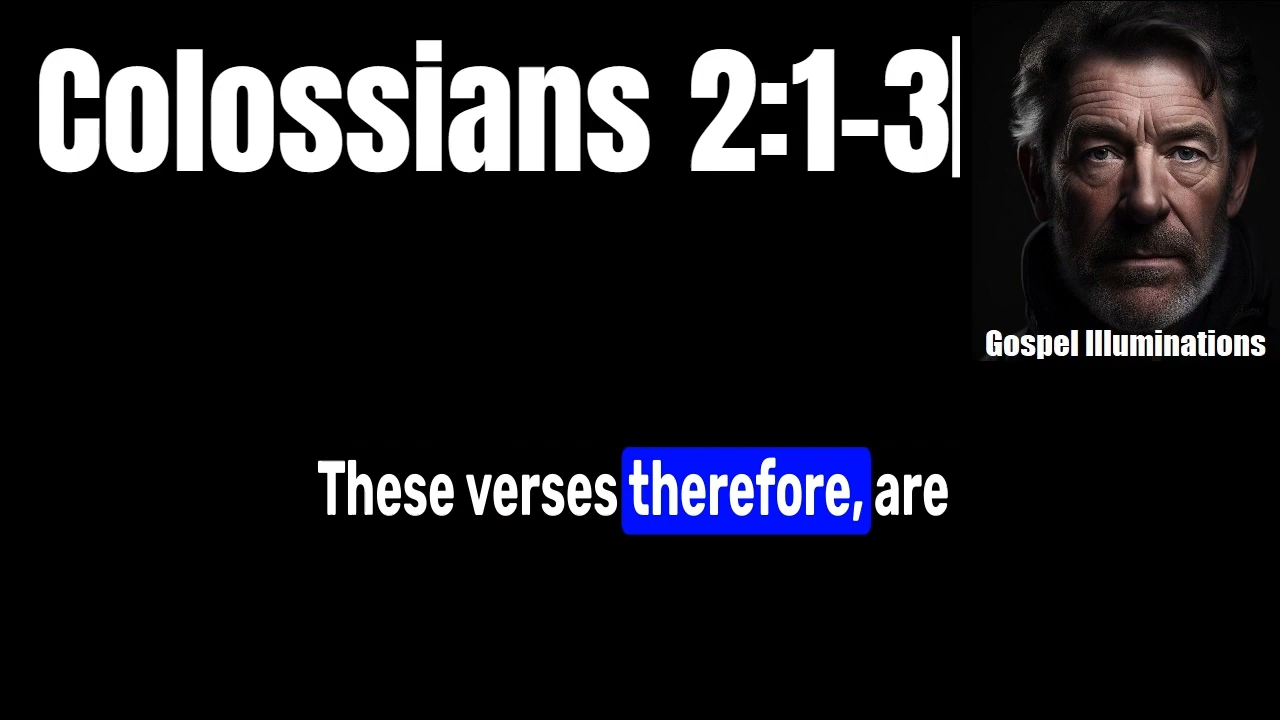 Colossians 2:1-3
Gospel Illuminations
These verses therefore, are